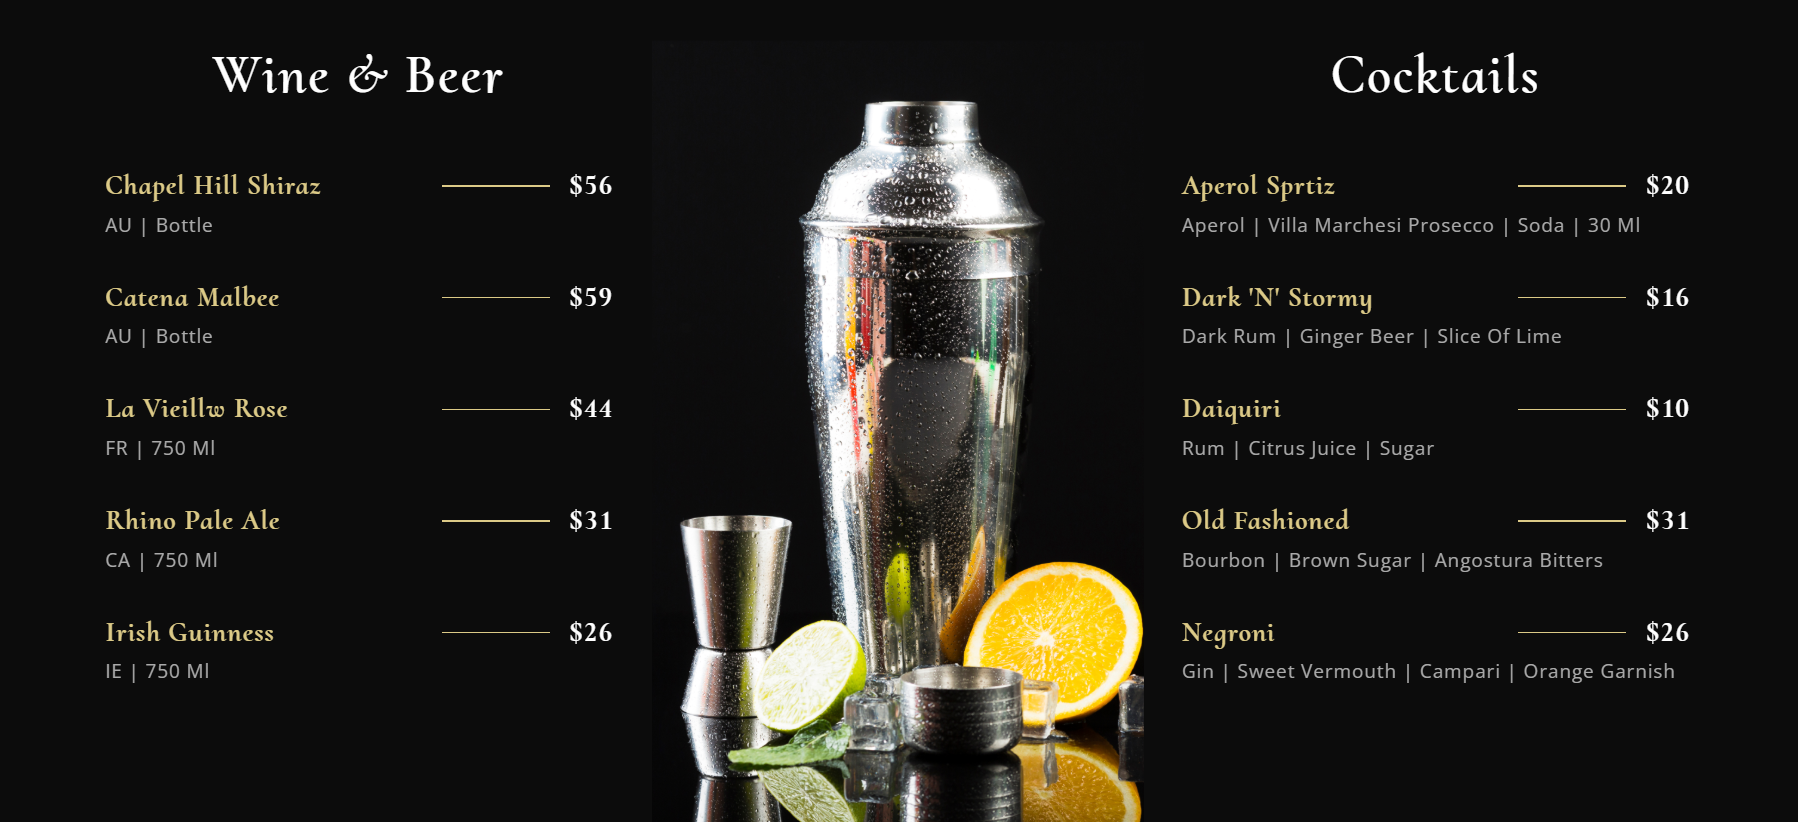 Wine & Beer
Chapel Hill Shiraz $56
AU | Bottle
Catena Malbee $59
AU | Bottle
La Vieillw Rose $44
FR | 750 Ml
Rhino Pale Ale $31
CA | 750 Ml
Irish Guinness $26
IE | 750 Ml
Cocktails
Aperol Sprtiz $20
Aperol | Villa Marchesi Prosecco | Soda | 30 Ml
Dark 'N' Stormy $16
Dark Rum | Ginger Beer | Slice Of Lime
Daiquiri $10
Rum | Citrus Juice | Sugar
Old Fashioned $31
Bourbon | Brown Sugar | Angostura Bitters
Negroni $26
Gin | Sweet Vermouth | Campari | Orange Garnish